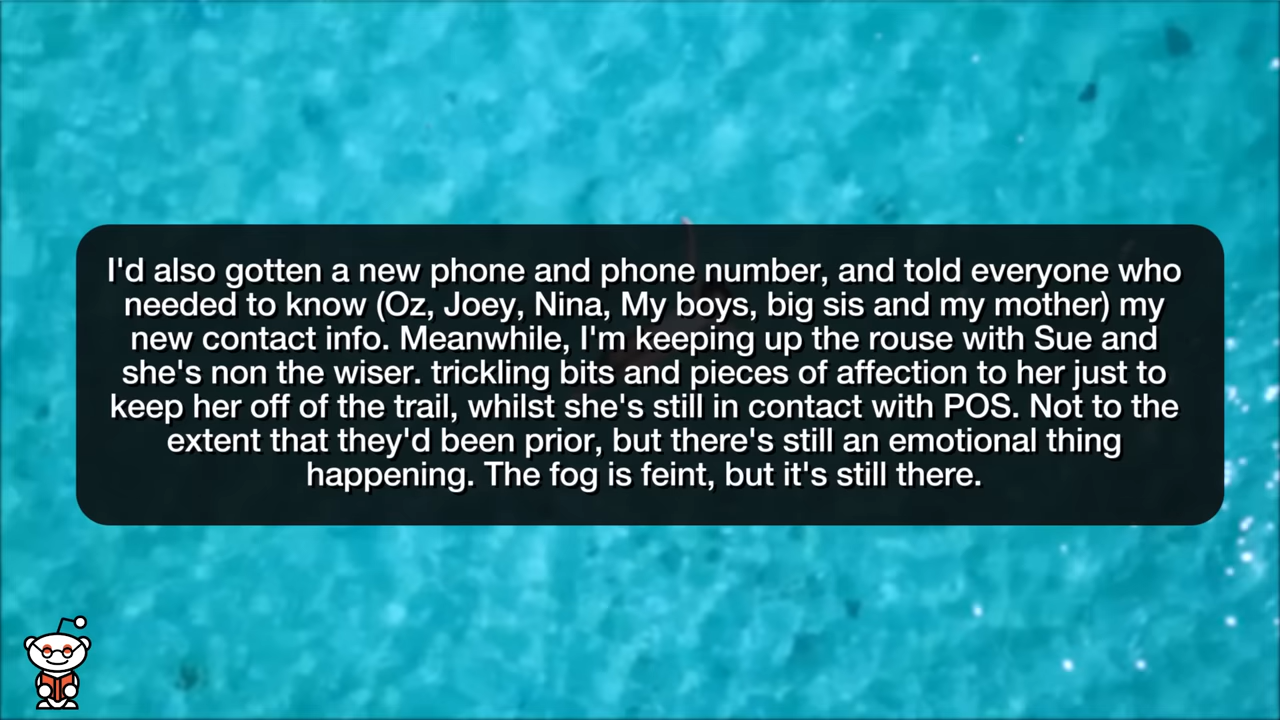 I'd also gotten a new phone and phone number, and told everyone who
needed to know (Oz, Joey, Nina, My boys, big sis and my mother) my
new contact info. Meanwhile, I'm keeping up the rouse with Sue and
she's non the wiser. trickling bits and pieces of affection to her just to
keep her off of the trail, whilst she's still in contact with POS. Not to the
extent that they'd been prior, but there's still an emotional thing
happening. The fog is feint, but it's still there.